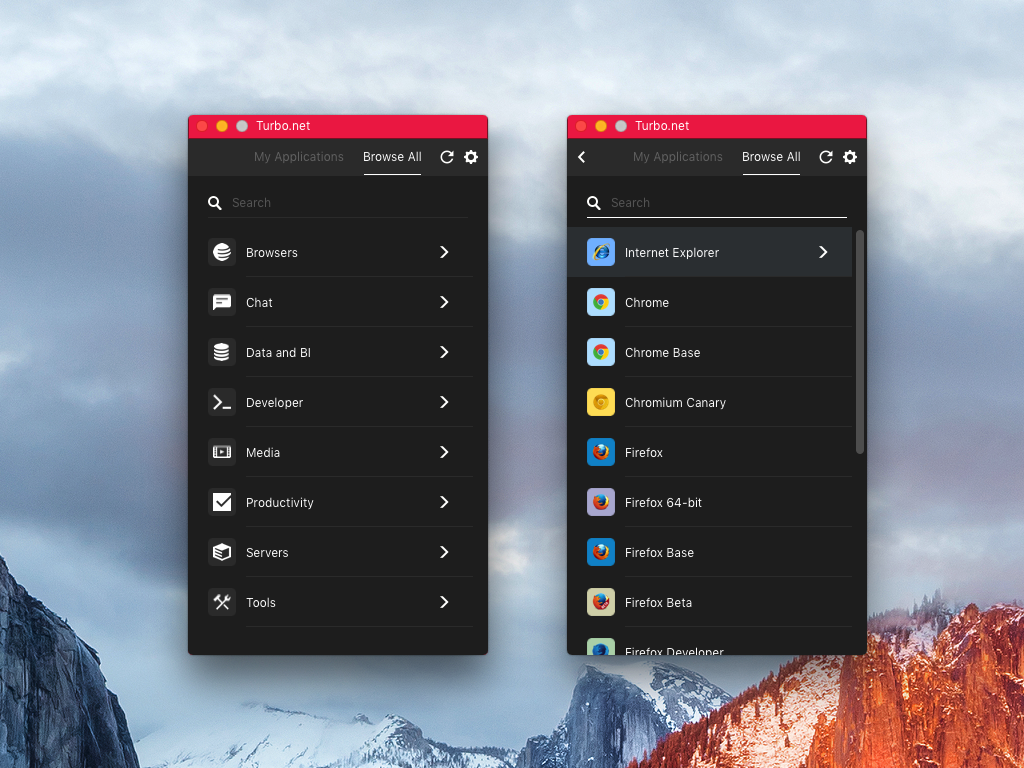 Turbo.net
My Applications Browse All
Search
Browsers
Chat
Data and BI
Developer
Media
Productivity
Servers
Tools
Turbo.net
My Applications Browse All
Search
Internet Explorer
Chrome
Chrome Base
Chromium Canary
Firefox
Firefox 64-bit
Firefox Base
Firefox Beta
Firefox Developer